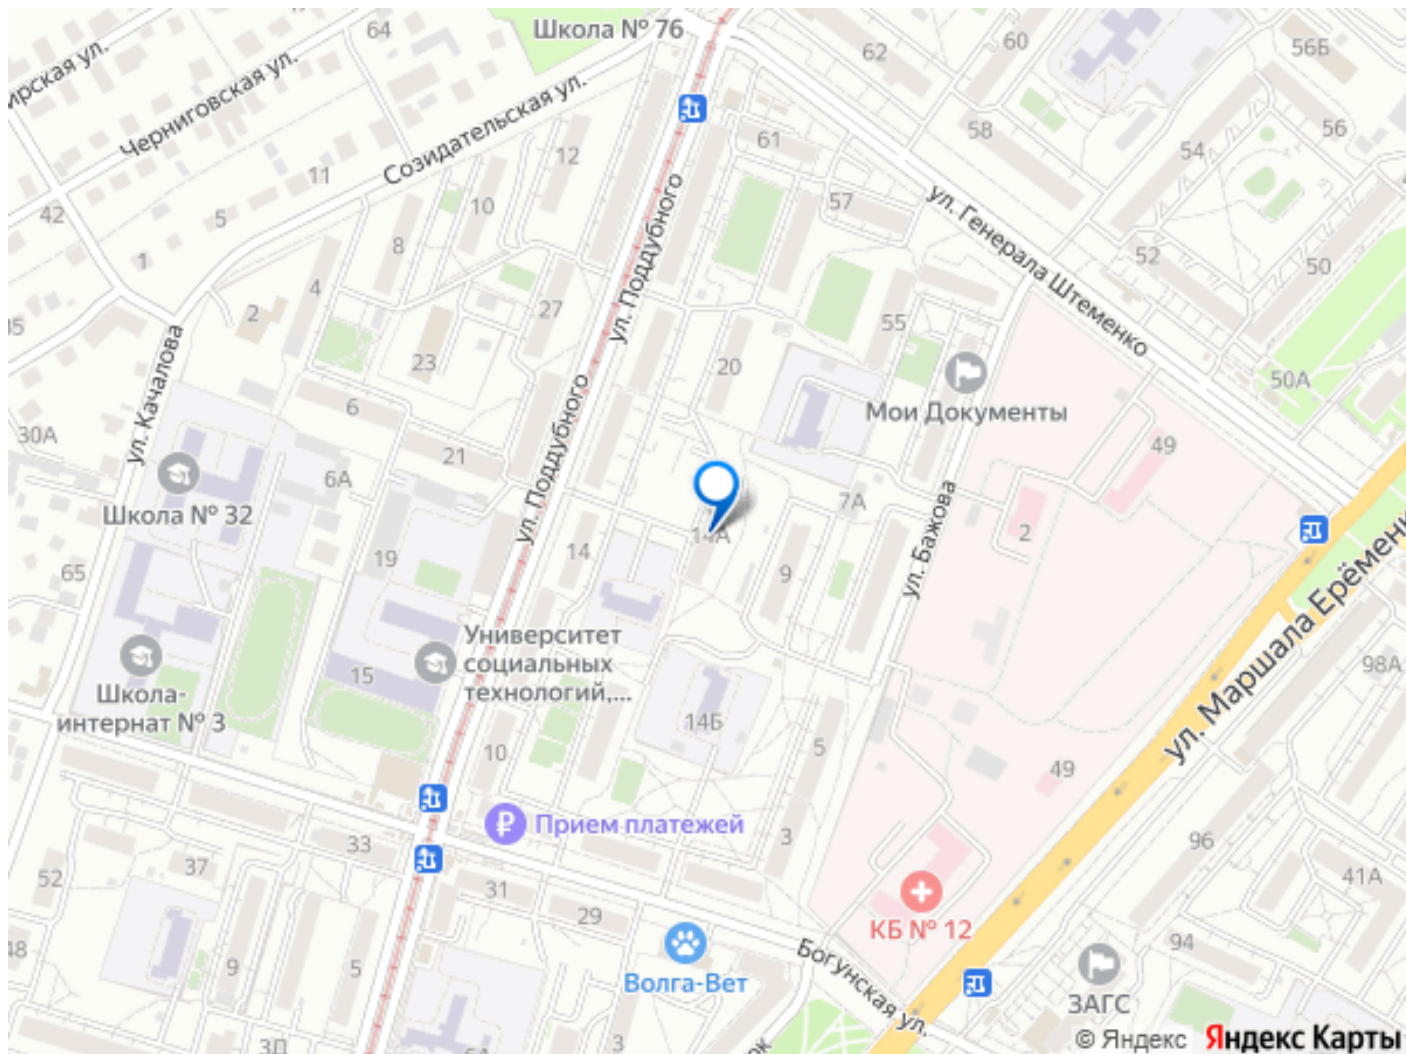 Школа № 76
64
62
60
56Б
56
58
54
61
12
ирская ул.
Черниговская ул.
Созидательская ул.
11
5
10
42
57
ул. Поддубного
ул. Генерала Штеменко
8
52
50
1
4
2
27
55
23
20
50А
Мои Документы
ул. Качалова
6
30А
21
6А
Школа № 32
ул. Поддубного
49
7А
2
14А
14
19
9
65
ул. Бажова
ул. Маршала Ерёменк
Университет
социальных
технологий,...
15
Школа-
интернат № 3
98А
14Б
10
5
49
Прием платежей
3
33
37
52
31
29
96
41А
КБ № 12
94
48
9
5
Волга-Вет
Богунская ул.
ЗАГС
3Д
3
© Яндекс Яндекс Карты